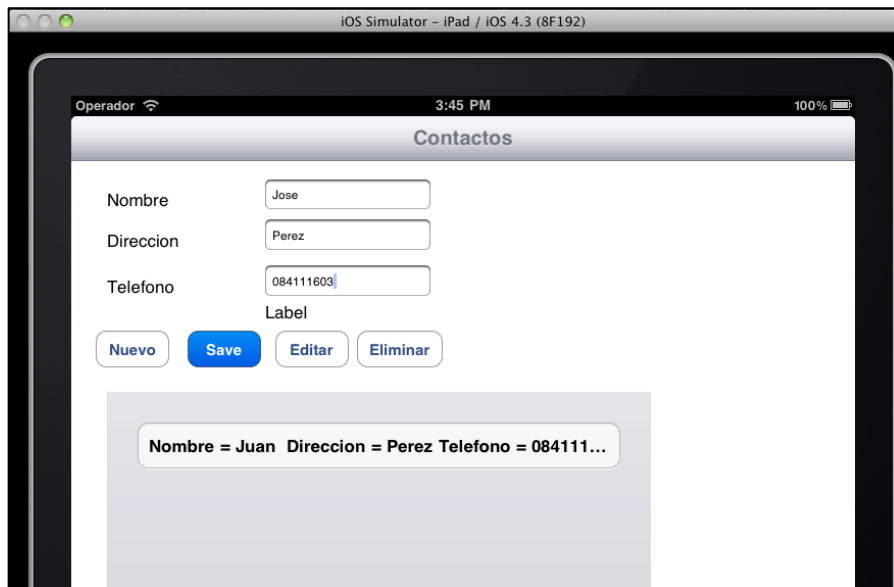 iOS Simulator – iPad / iOS 4.3 (8F192)
Operador 3:45 PM 100%
Contactos
Nombre Jose
Direccion Perez
Telefono 084111603
Label
Nuevo Save Editar Eliminar
Nombre = Juan  Direccion = Perez Telefono = 084111...